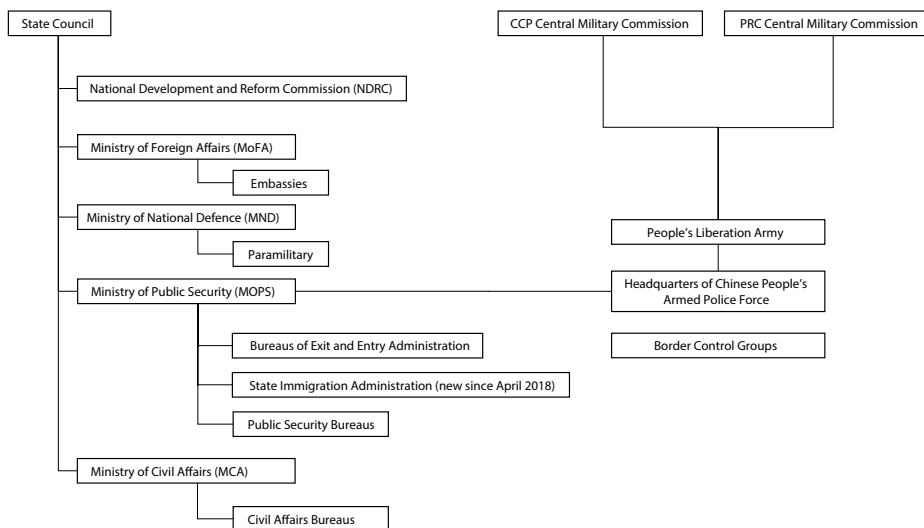 State Council
CCP Central Military Commission
PRC Central Military Commission
National Development and Reform Commission (NDRC)
Ministry of Foreign Affairs (MoFA)
Embassies
Ministry of National Defence (MND)
Paramilitary
People’s Liberation Army
Ministry of Public Security (MOPS)
Headquarters of Chinese People’s
Armed Police Force
Bureaus of Exit and Entry Administration
Border Control Groups
State Immigration Administration (new since April 2018)
Public Security Bureaus
Ministry of Civil Affairs (MCA)
Civil Affairs Bureaus